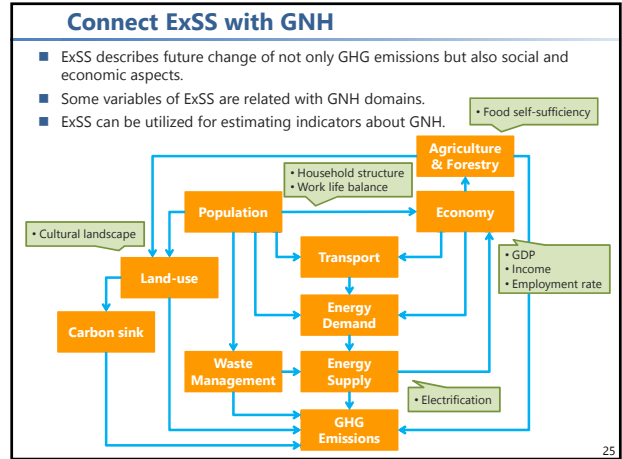 Connect ExSS with GNH
■ ExSS describes future change of not only GHG emissions but also social and
economic aspects.
■ Some variables of ExSS are related with GNH domains.
■ ExSS can be utilized for estimating indicators about GNH.
• Food self-sufficiency
Agriculture
& Forestry
• Household structure
• Work life balance
Population
Economy
• Cultural landscape
Transport
• GDP
• Income
• Employment rate
Land-use
Energy
Demand
Carbon sink
Waste
Management
Energy
Supply
• Electrification
GHG
Emissions
25